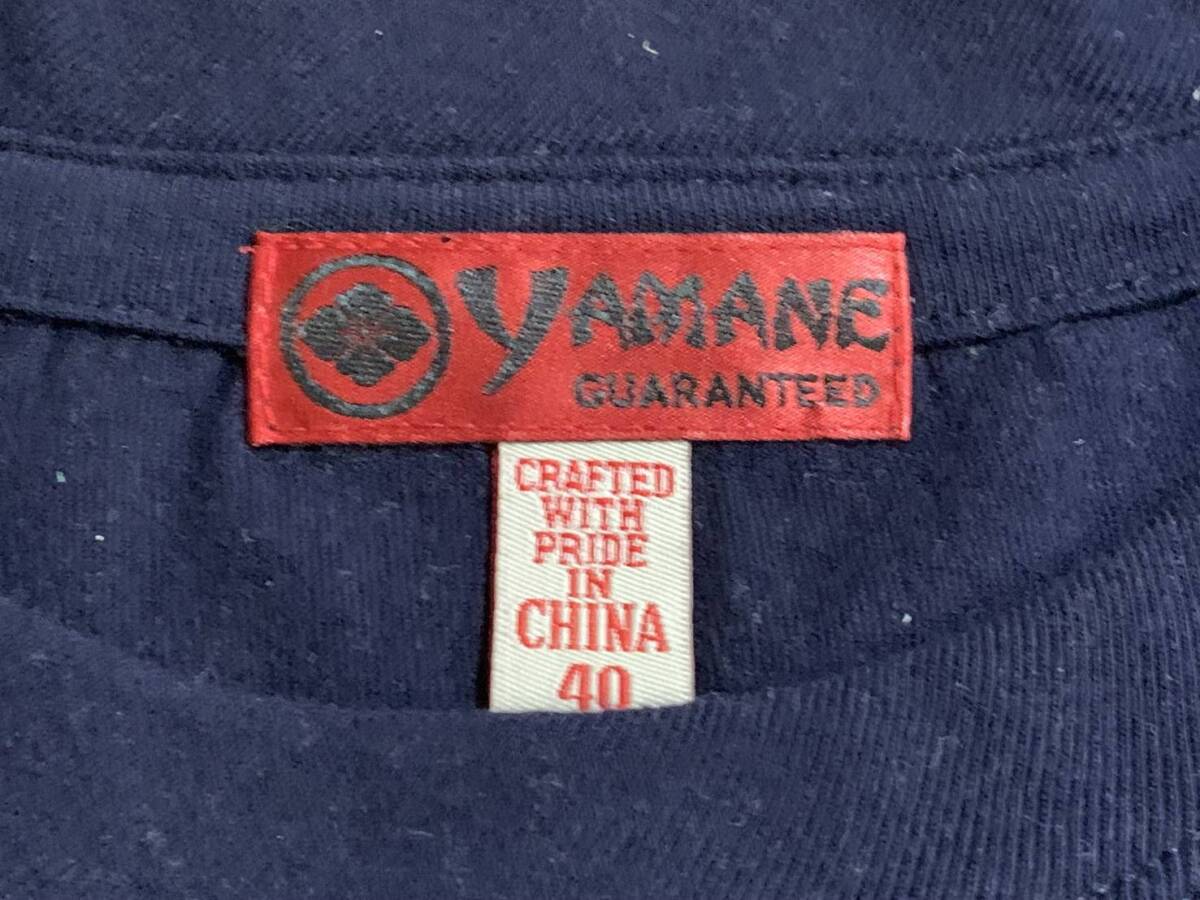 YAMANE
GUARANTEED
CRAFTED
WITH
PRIDE
IN
CHINA
40